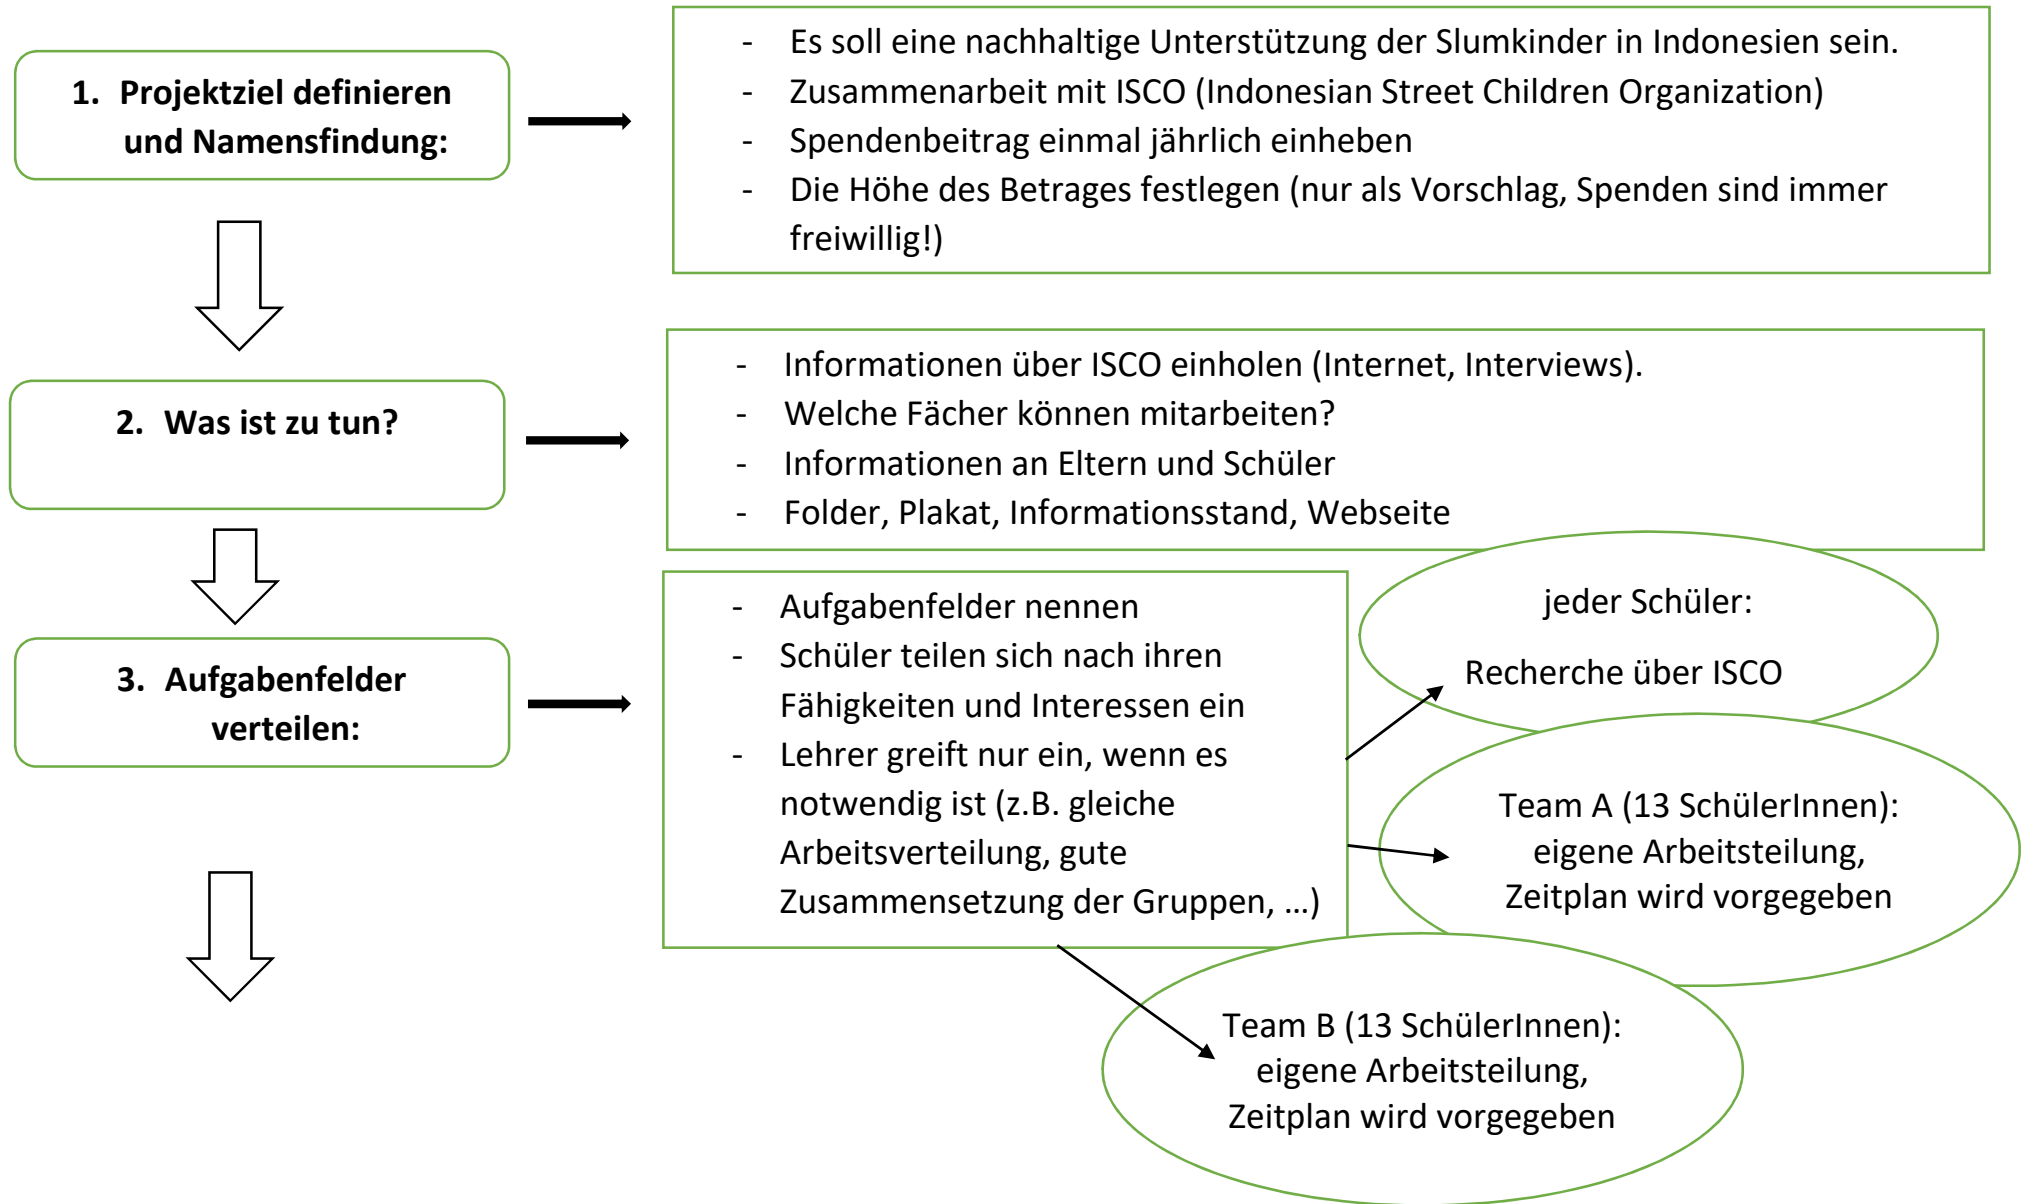 1. Projektziel definieren
und Namensfindung:
- Es soll eine nachhaltige Unterstützung der Slumkinder in Indonesien sein.
- Zusammenarbeit mit ISCO (Indonesian Street Children Organization)
- Spendenbeitrag einmal jährlich einheben
- Die Höhe des Betrages festlegen (nur als Vorschlag, Spenden sind immer
freiwillig!)
2. Was ist zu tun?
- Informationen über ISCO einholen (Internet, Interviews).
- Welche Fächer können mitarbeiten?
- Informationen an Eltern und Schüler
- Folder, Plakat, Informationsstand, Webseite
3. Aufgabenfelder
verteilen:
- Aufgabenfelder nennen
- Schüler teilen sich nach ihren
Fähigkeiten und Interessen ein
- Lehrer greift nur ein, wenn es
notwendig ist (z.B. gleiche
Arbeitsverteilung, gute
Zusammensetzung der Gruppen, …)
jeder Schüler:
Recherche über ISCO
Team A (13 SchülerInnen):
eigene Arbeitsteilung,
Zeitplan wird vorgegeben
Team B (13 SchülerInnen):
eigene Arbeitsteilung,
Zeitplan wird vorgegeben